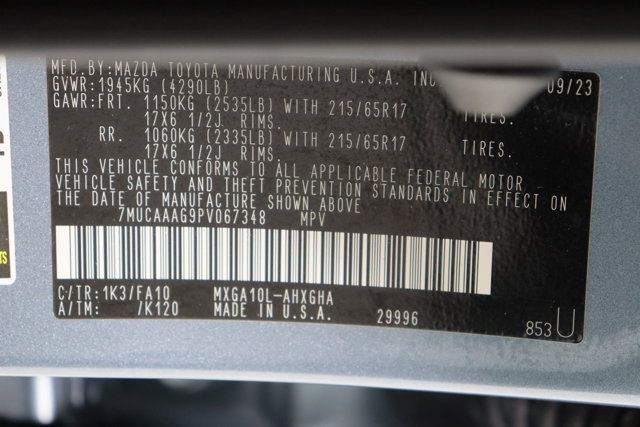 MFD.BY:MAZDA TOYOTA MANUFACTURING U.S.A. INC 09/23
GVWR:1945KG (4290LB)
GAWR:FRT. 1150KG (2535LB) WITH 215/65R17 TIRES.
17X6 1/2J RIMS.
RR. 1060KG (2335LB) WITH 215/65R17 TIRES.
17X6 1/2J RIMS.
THIS VEHICLE CONFORMS TO ALL APPLICABLE FEDERAL MOTOR
VEHICLE SAFETY AND THEFT PREVENTION STANDARDS IN EFFECT ON
THE DATE OF MANUFACTURE SHOWN ABOVE
7MUCAAAG9PV067348 MPV
C/TR:1K3/FA10 MXGA10L-AHXGHA
A/TM: /K120 MADE IN U.S.A. 29996
853U